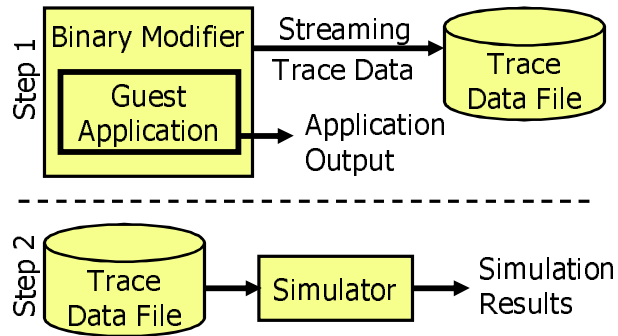 Step 1
Binary Modifier
Guest
Application
Streaming
Trace Data
Trace
Data File
Application
Output
Step 2
Trace
Data File
Simulator
Simulation
Results